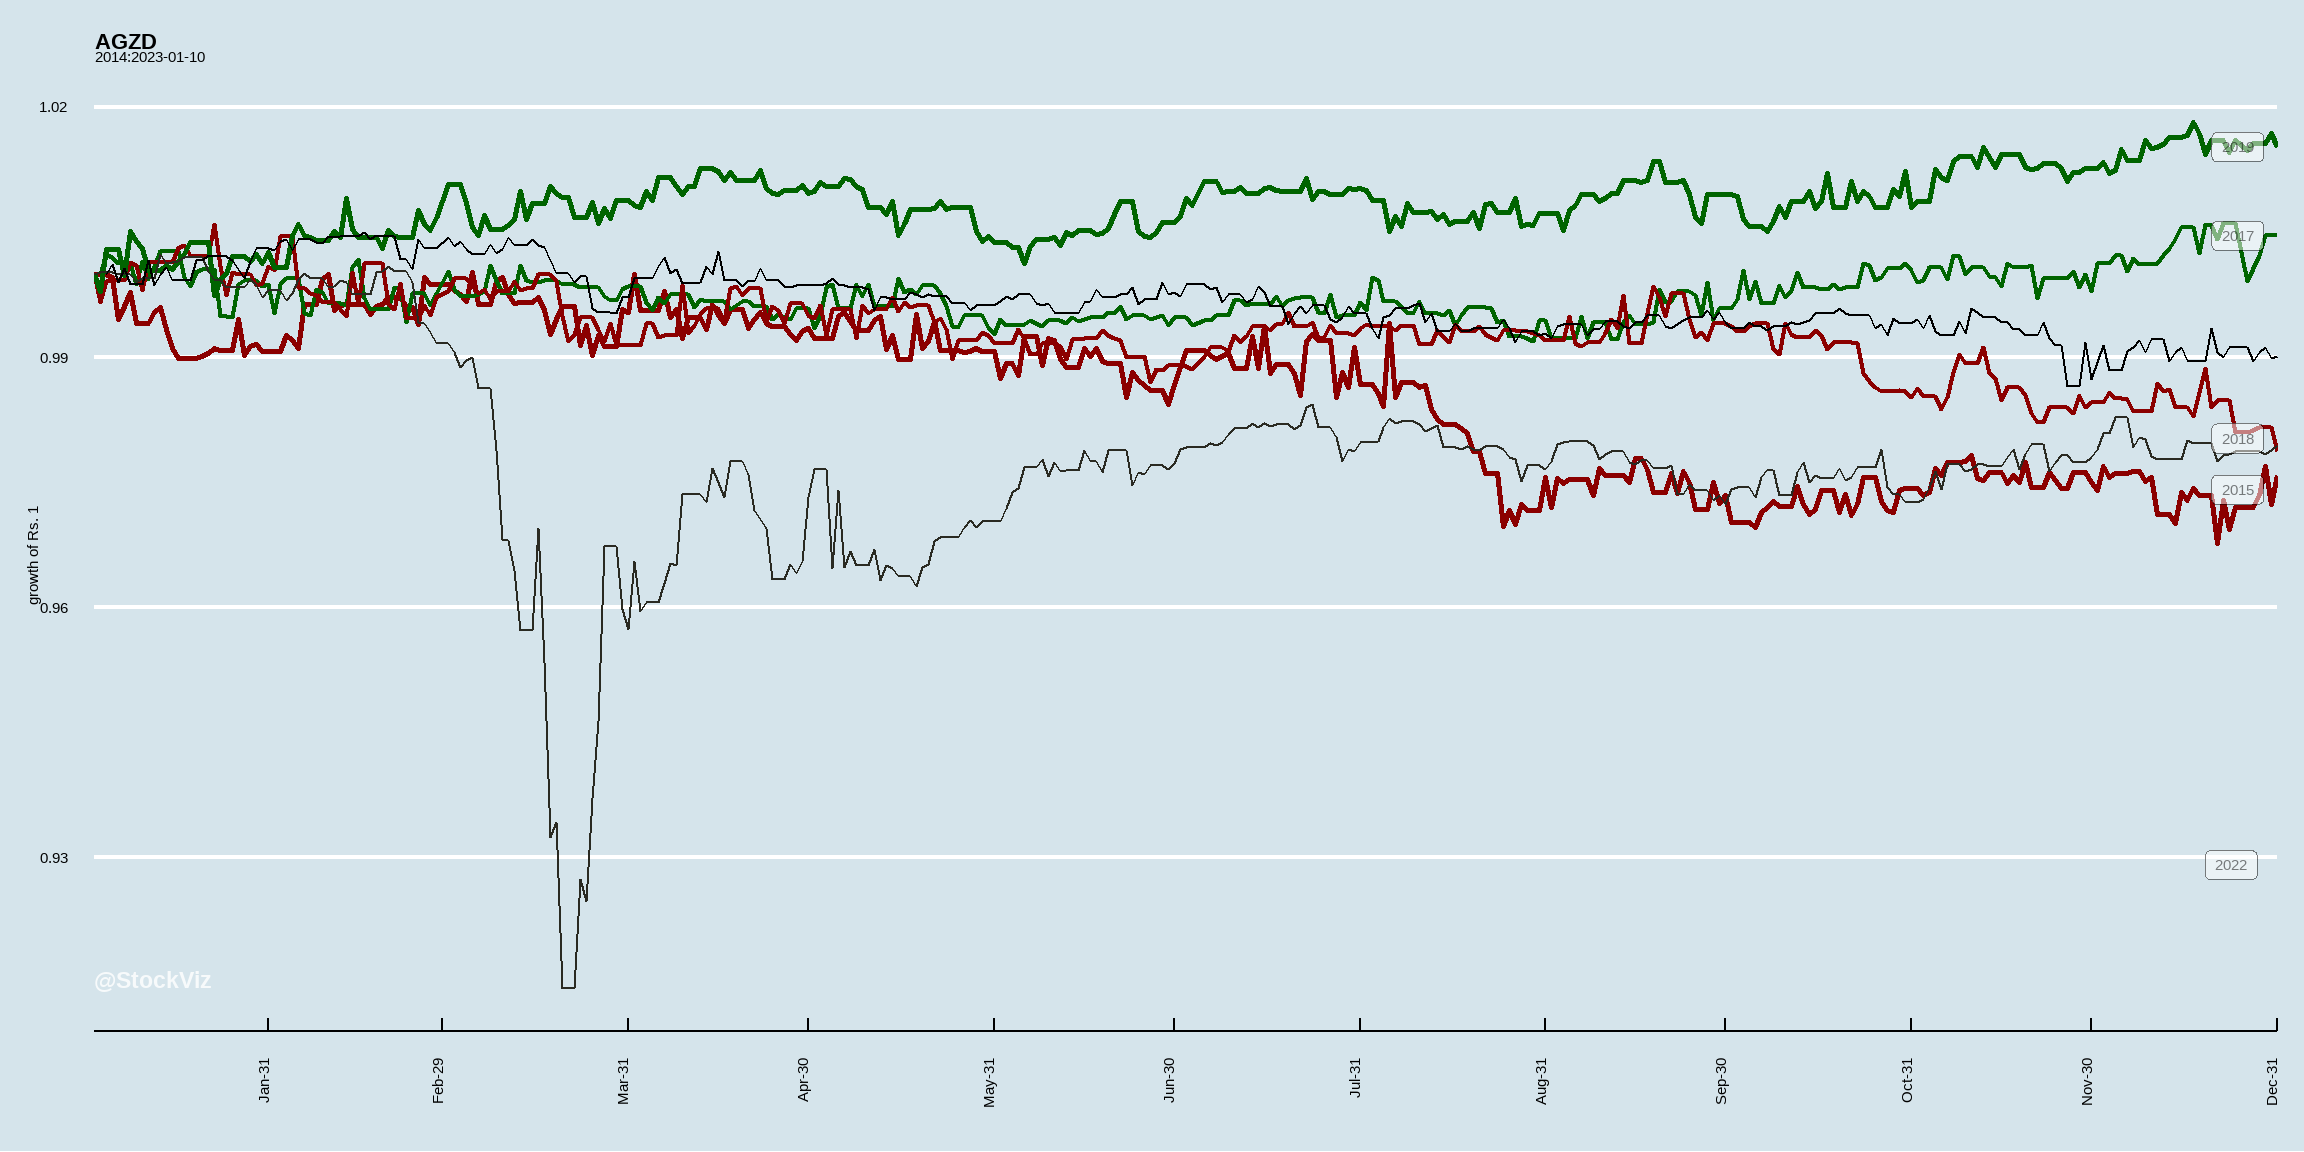 AGZD
2014:2023-01-10
1.02
0.99
0.96
0.93
growth of Rs. 1
2019
2017
2018
2015
2022
@StockViz
Jan-31
Feb-29
Mar-31
Apr-30
May-31
Jun-30
Jul-31
Aug-31
Sep-30
Oct-31
Nov-30
Dec-31